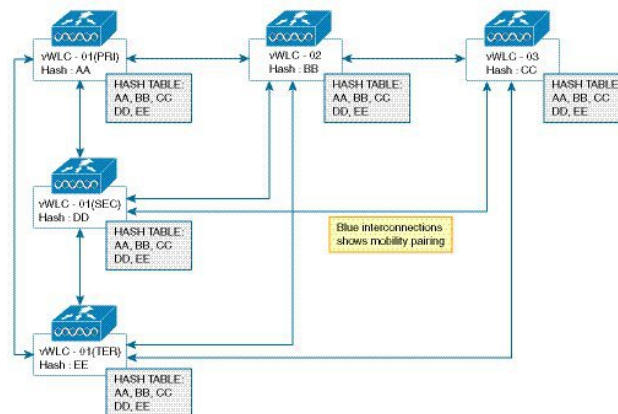 vWLC - 01(PRI)
Hash : AA
HASH TABLE:
AA, BB, CC
DD, EE
vWLC - 02
Hash : BB
HASH TABLE:
AA, BB, CC
DD, EE
vWLC - 03
Hash : CC
HASH TABLE:
AA, BB, CC
DD, EE
vWLC - 01(SEC)
Hash : DD
HASH TABLE:
AA, BB, CC
DD, EE
Blue interconnections
shows mobility pairing
vWLC - 01(TER)
Hash : EE
HASH TABLE:
AA, BB, CC
DD, EE